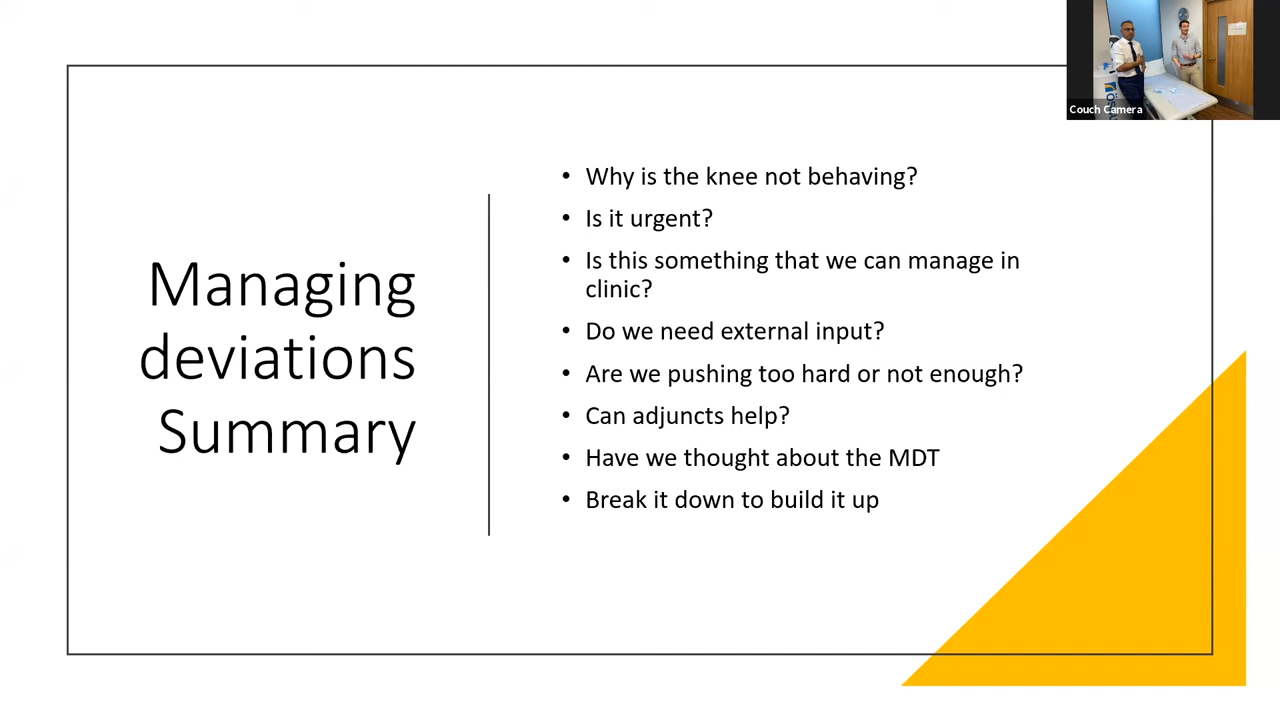 Couch Camera
Managing
deviations
Summary
• Why is the knee not behaving?
• Is it urgent?
• Is this something that we can manage in
clinic?
• Do we need external input?
• Are we pushing too hard or not enough?
• Can adjuncts help?
• Have we thought about the MDT
• Break it down to build it up